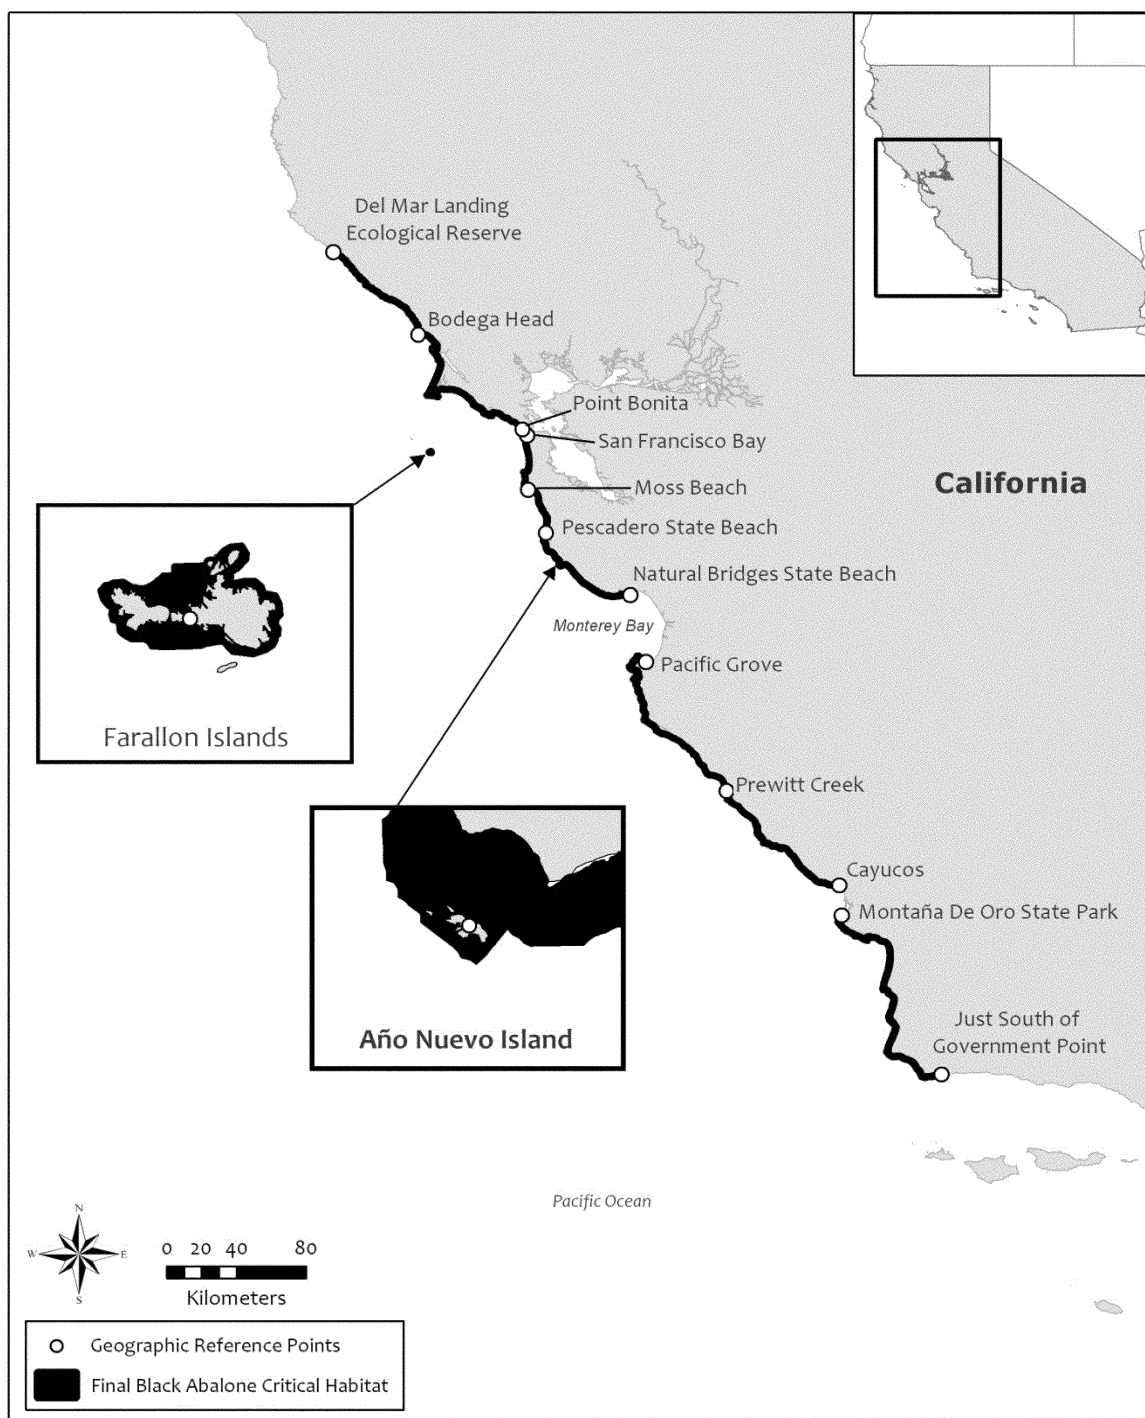 Del Mar Landing
Ecological Reserve
Bodega Head
Point Bonita
San Francisco Bay
California
Moss Beach
Pescadero State Beach
Natural Bridges State Beach
Monterey Bay
Pacific Grove
Farallon Islands
Prewitt Creek
Cayucos
Montaña De Oro State Park
Año Nuevo Island
Just South of
Government Point
Pacific Ocean
N
W E
S
0 20 40 80
Kilometers
Geographic Reference Points
Final Black Abalone Critical Habitat